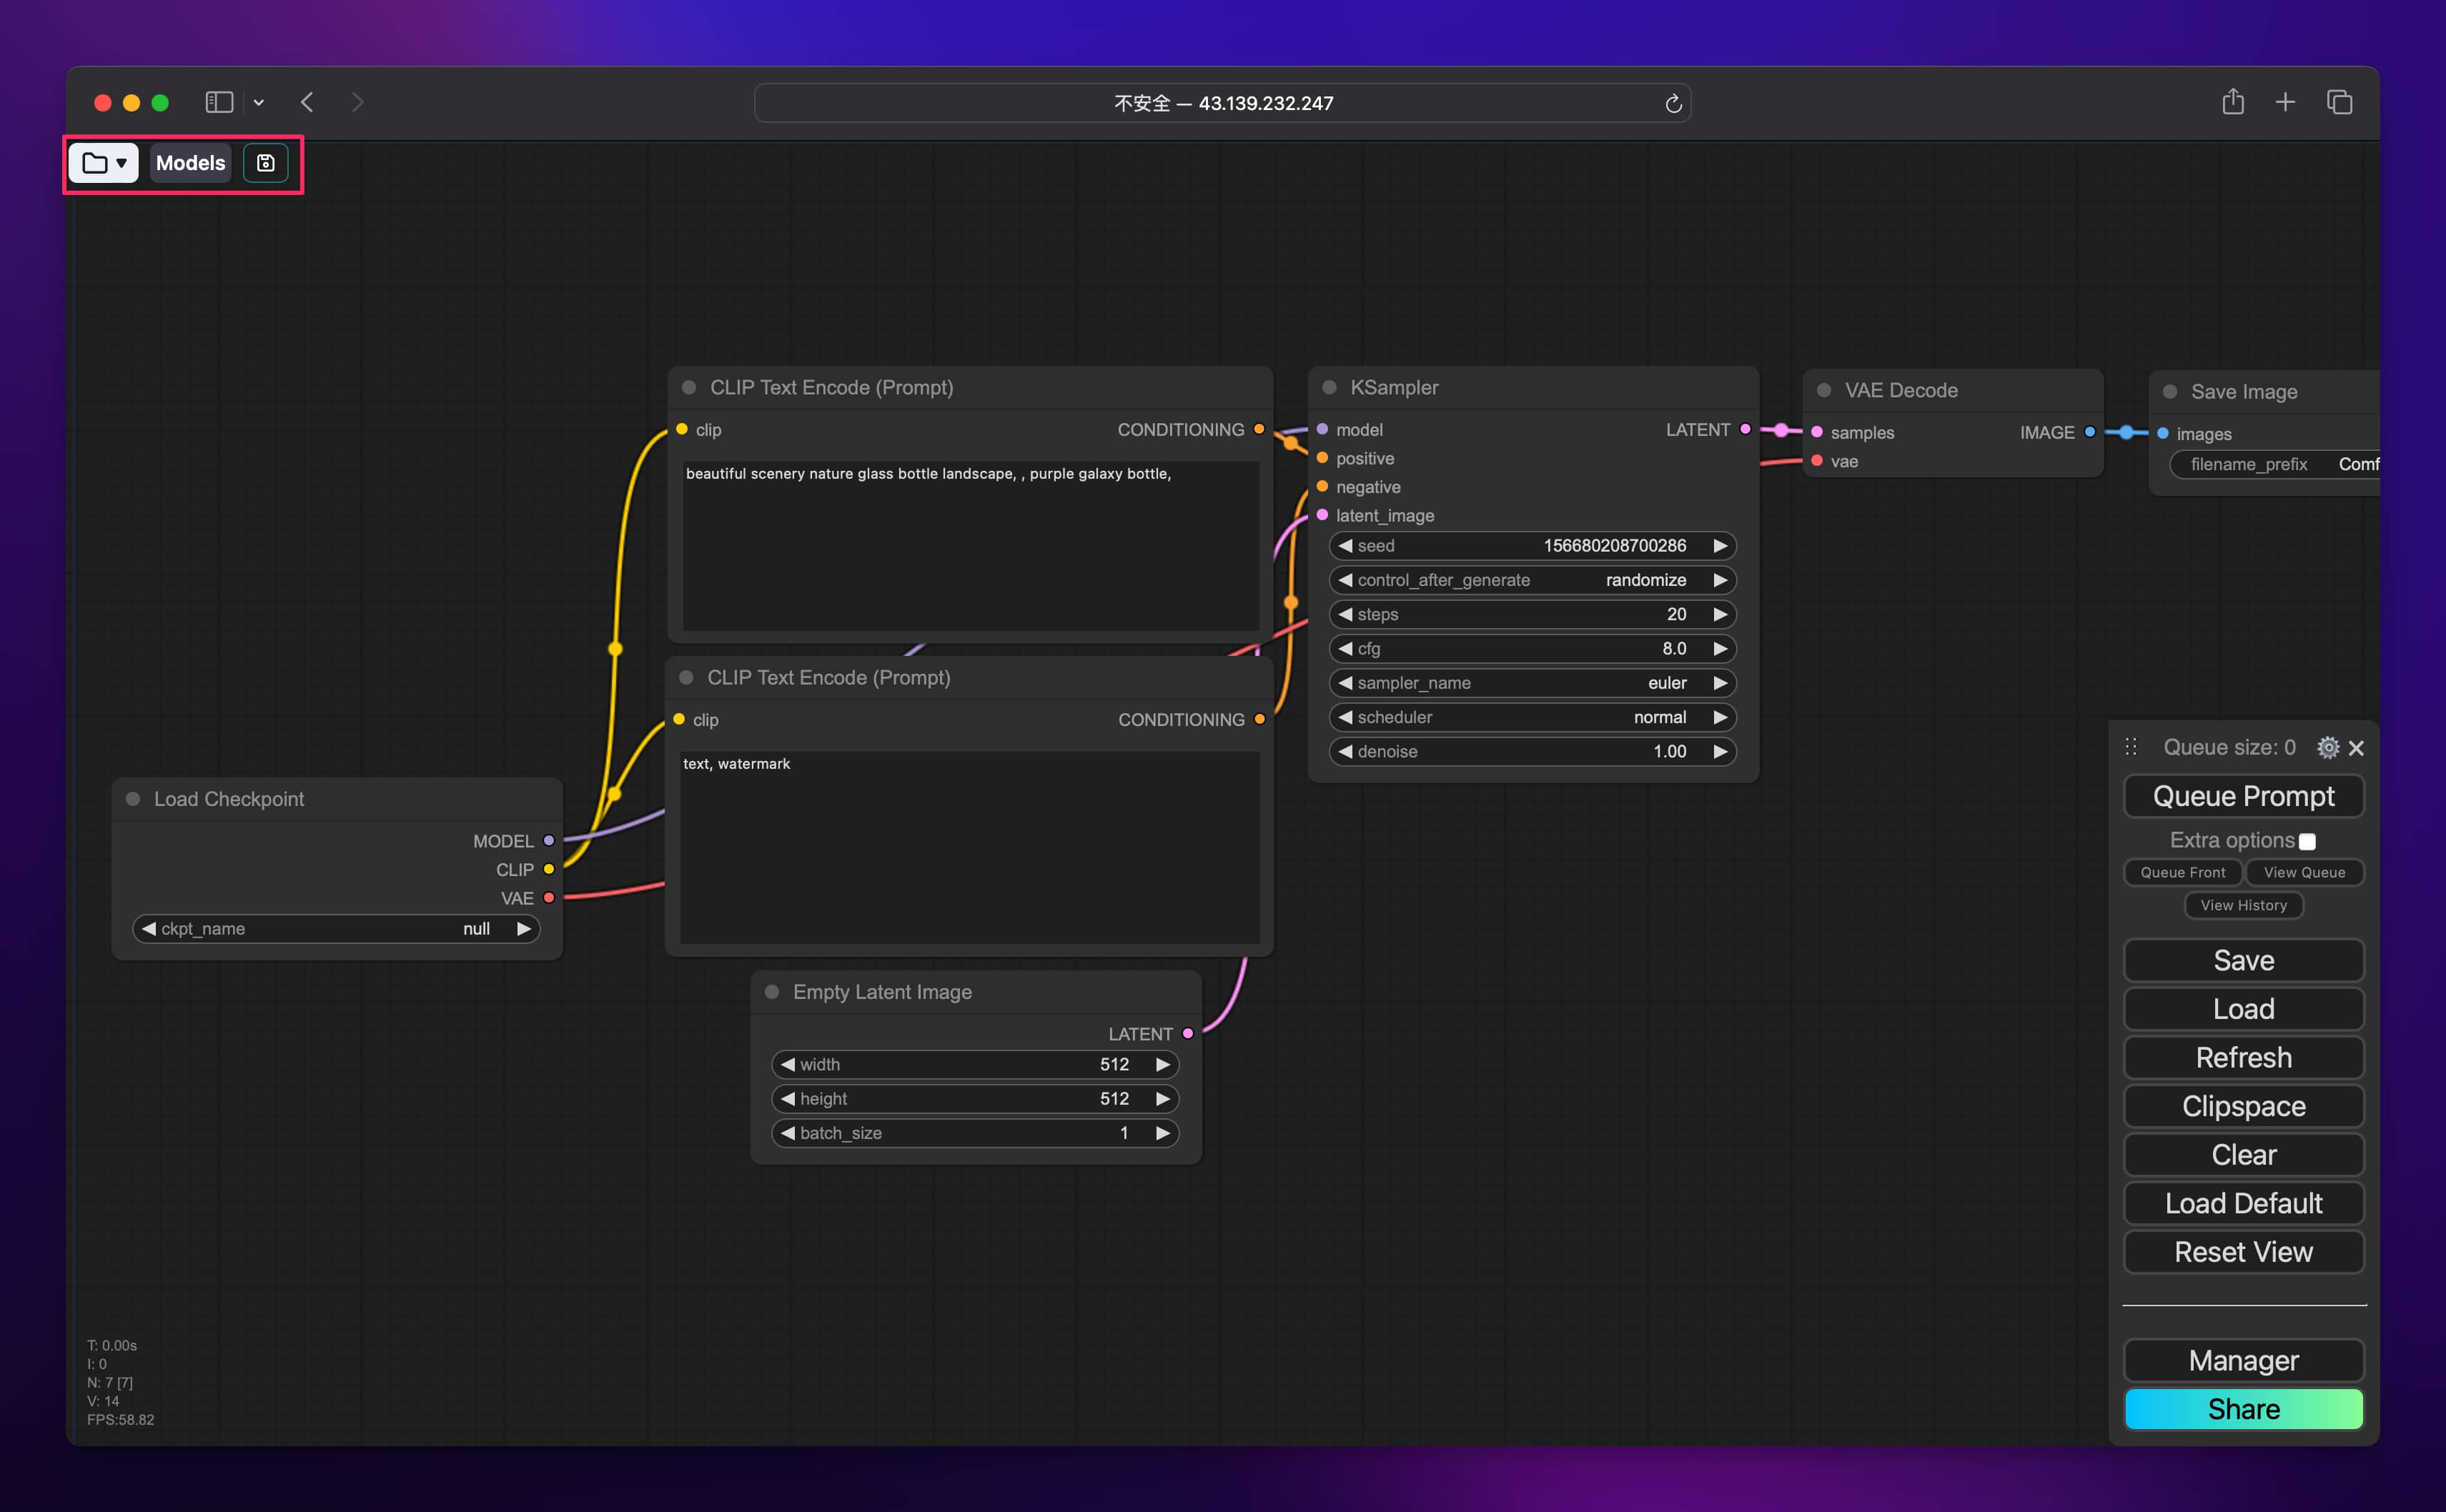 不安全 — 43.139.232.247
Models
CLIP Text Encode (Prompt)
clip
CONDITIONING
beautiful scenery nature glass bottle landscape, , purple galaxy bottle,
KSampler
model
LATENT
positive
negative
latent_image
seed 156680208700286
control_after_generate randomize
steps 20
cfg 8.0
sampler_name euler
scheduler normal
denoise 1.00
VAE Decode
samples
IMAGE
vae
Save Image
images
filename_prefix Comf
CLIP Text Encode (Prompt)
clip
CONDITIONING
text, watermark
Load Checkpoint
MODEL
CLIP
VAE
ckpt_name null
Empty Latent Image
LATENT
width 512
height 512
batch_size 1
Queue size: 0
Queue Prompt
Extra options
Queue Front View Queue
View History
Save
Load
Refresh
Clipspace
Clear
Load Default
Reset View
Manager
Share
T: 0.00s
I: 0
N: 7 [7]
V: 14
FPS:58.82